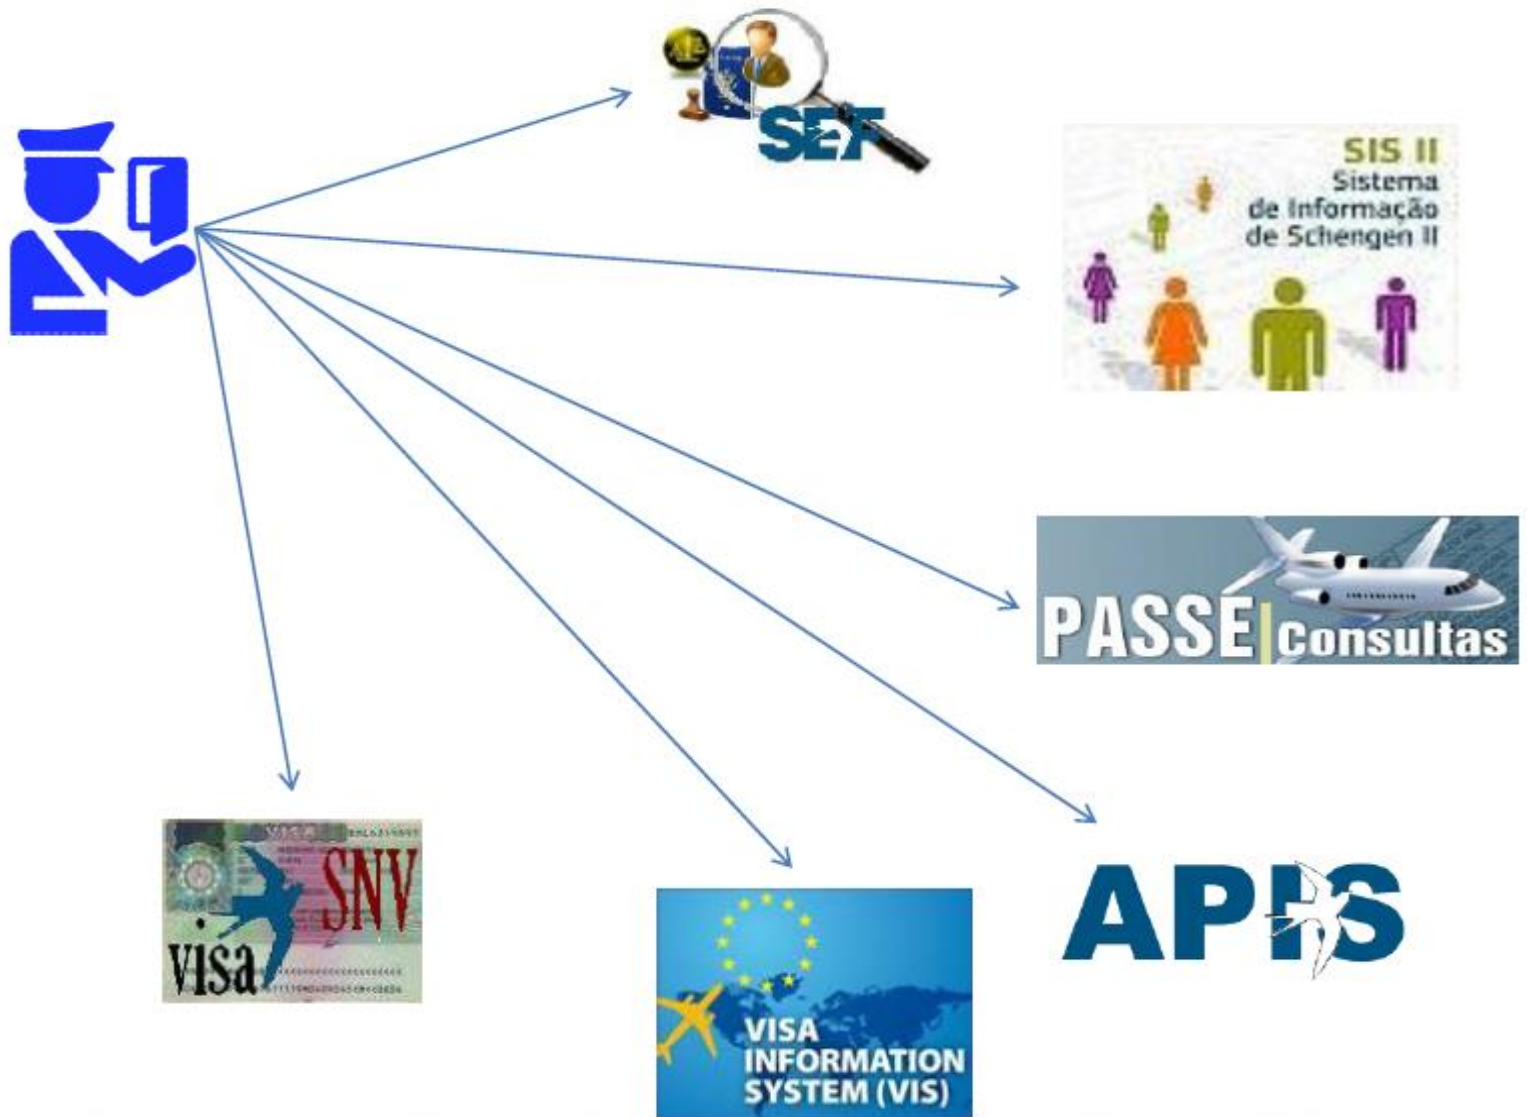 SEF
SIS II
Sistema
de Informação
de Schengen II
PASSE Consultas
APIS
VISA
SNV
visa
VISA
INFORMATION
SYSTEM (VIS)